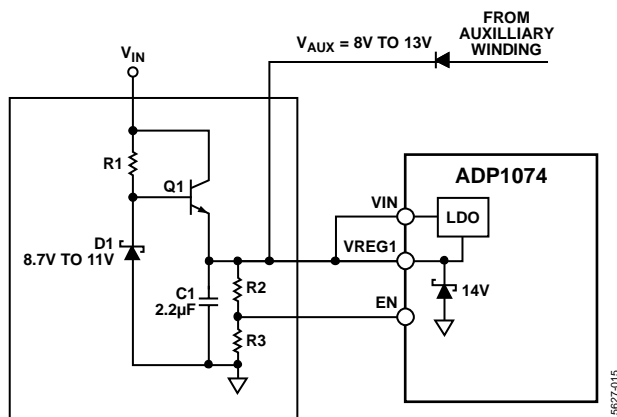 FROM
AUXILLIARY
WINDING
VAUX = 8V TO 13V
VIN
R1
Q1
D1
8.7V TO 11V
C1
2.2µF
R2
R3
ADP1074
VIN
LDO
VREG1
14V
EN
5627-015